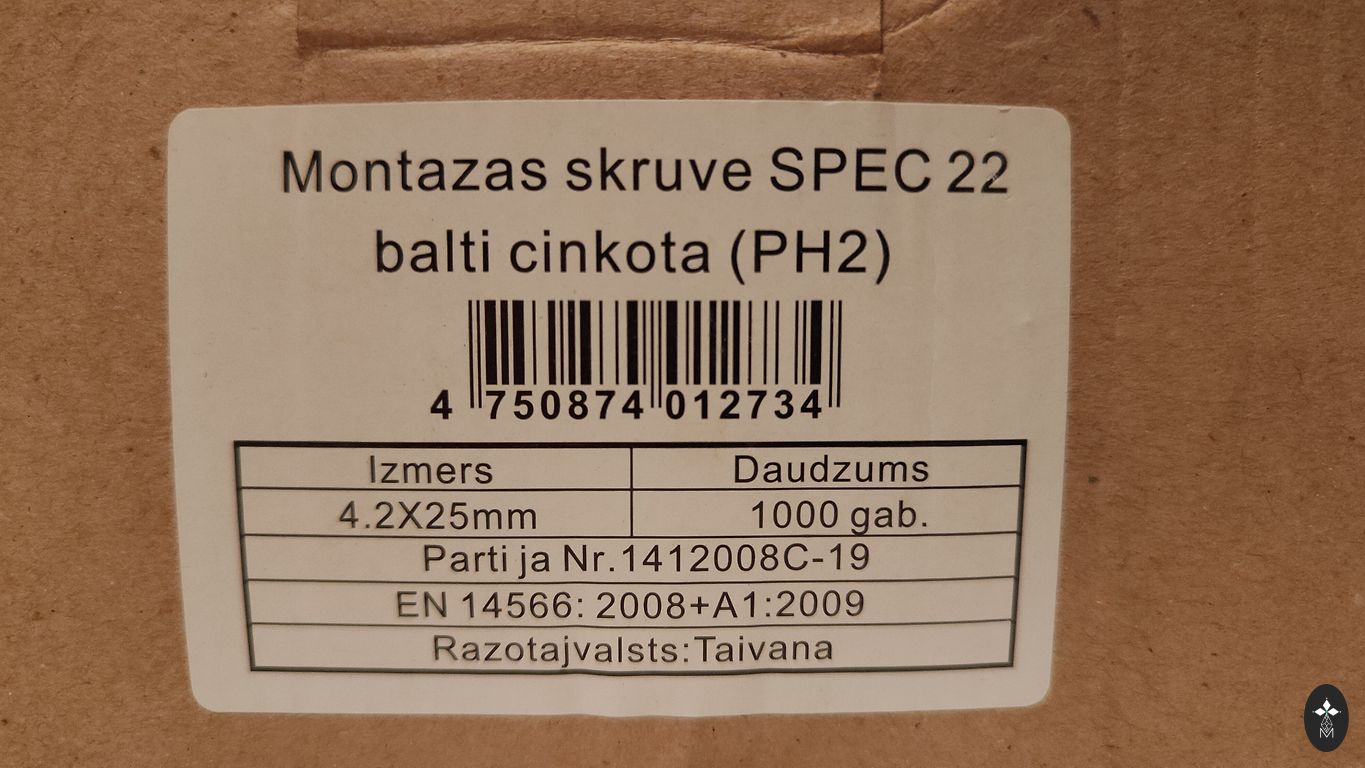 Montazas skruve SPEC 22
balti cinkota (PH2)
4 750874 012734
Izmers Daudzums
4.2X25mm 1000 gab.
Parti ja Nr.1412008C-19
EN 14566: 2008+A1:2009
Razotajvalsts:Taivana
M